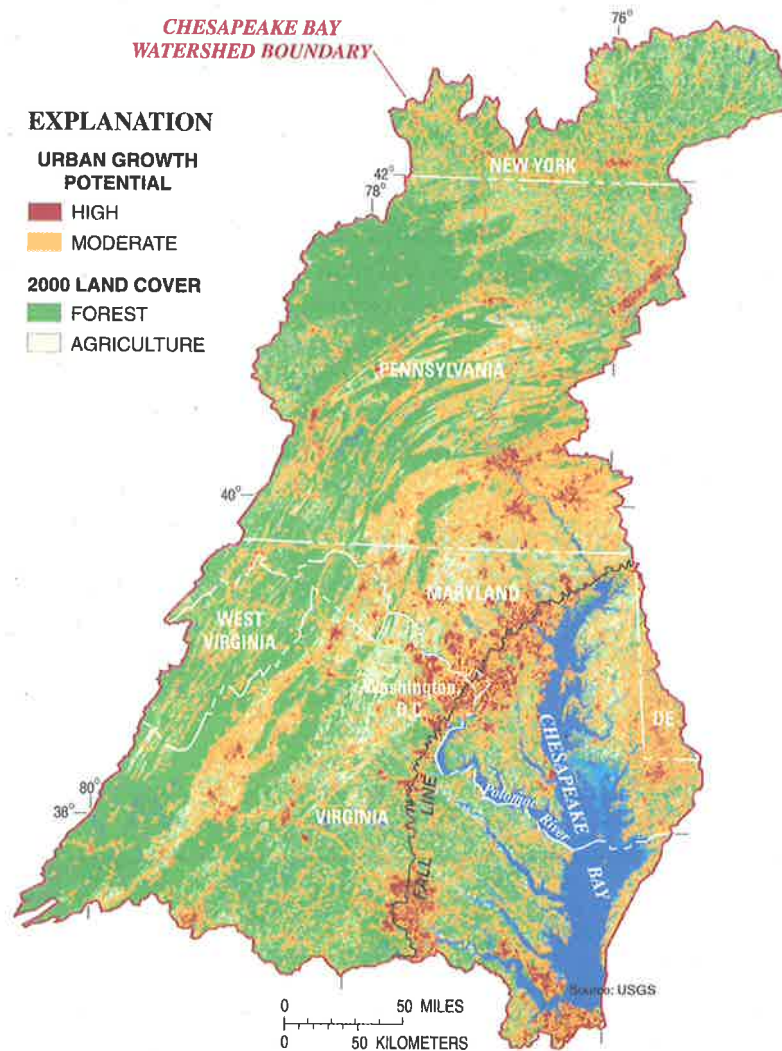 CHESAPEAKE BAY
WATERSHED BOUNDARY
76°
EXPLANATION
URBAN GROWTH
POTENTIAL
HIGH
MODERATE
2000 LAND COVER
FOREST
AGRICULTURE
42°
78°
NEW YORK
PENNSYLVANIA
40°
MARYLAND
WEST
VIRGINIA
Washington,
D.C.
DE
CHESAPEAKE
BAY
80°
38°
VIRGINIA
FALL LINE
Potomac River
Source: USGS
0 50 MILES
0 50 KILOMETERS